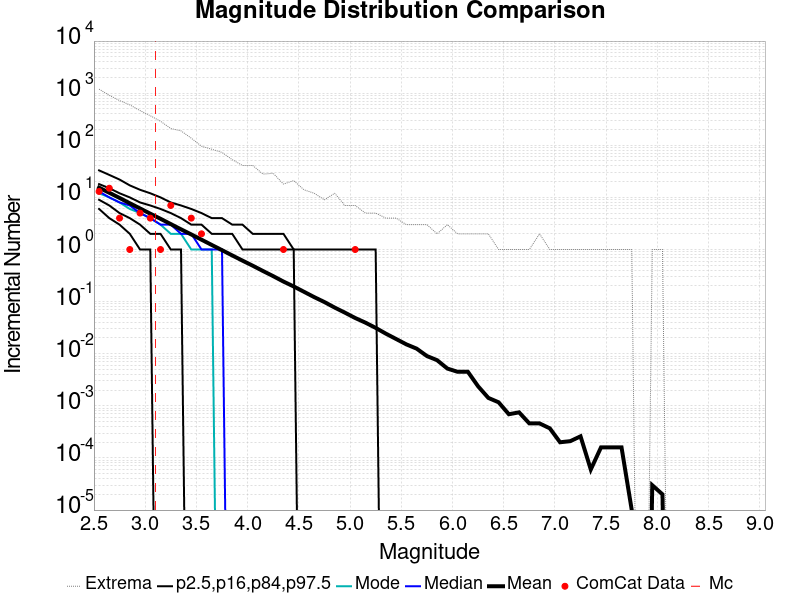 Magnitude Distribution Comparison
10^4
10^3
10^2
10^1
10^0
10^-1
10^-2
10^-3
10^-4
10^-5
Incremental Number
2.5 3.0 3.5 4.0 4.5 5.0 5.5 6.0 6.5 7.0 7.5 8.0 8.5 9.0
Magnitude
Extrema p2.5,p16,p84,p97.5 Mode Median Mean ComCat Data Mc